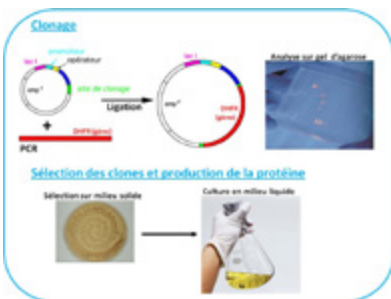 Clonage
promoteur
lac I
opérateur
amp r
site de clonage
Ligation
amp r
DHFR
(gène)
Analyse sur gel d'agarose
+
DHFR(gène)
PCR
Sélection des clones et production de la protéine
Sélection sur milieu solide
Culture en milieu liquide